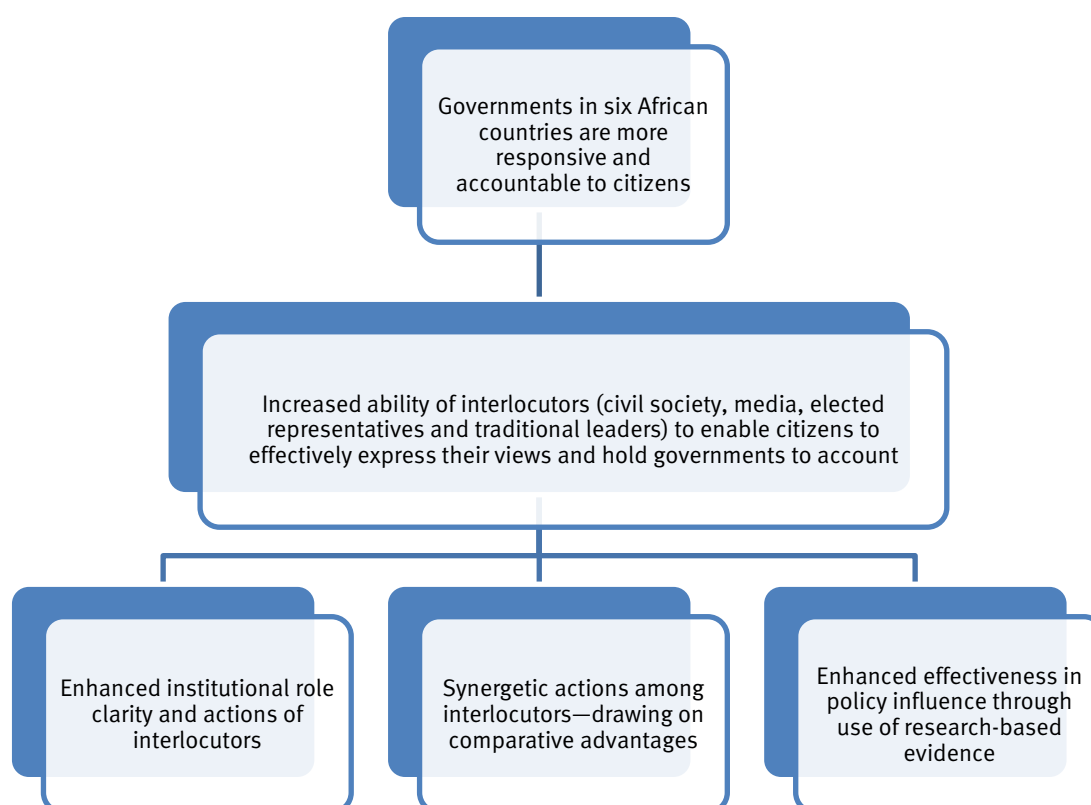 Governments in six African
countries are more
responsive and
accountable to citizens
Increased ability of interlocutors (civil society, media, elected
representatives and traditional leaders) to enable citizens to
effectively express their views and hold governments to account
Enhanced institutional role
clarity and actions of
interlocutors
Synergetic actions among
interlocutors—drawing on
comparative advantages
Enhanced effectiveness in
policy influence through
use of research-based
evidence